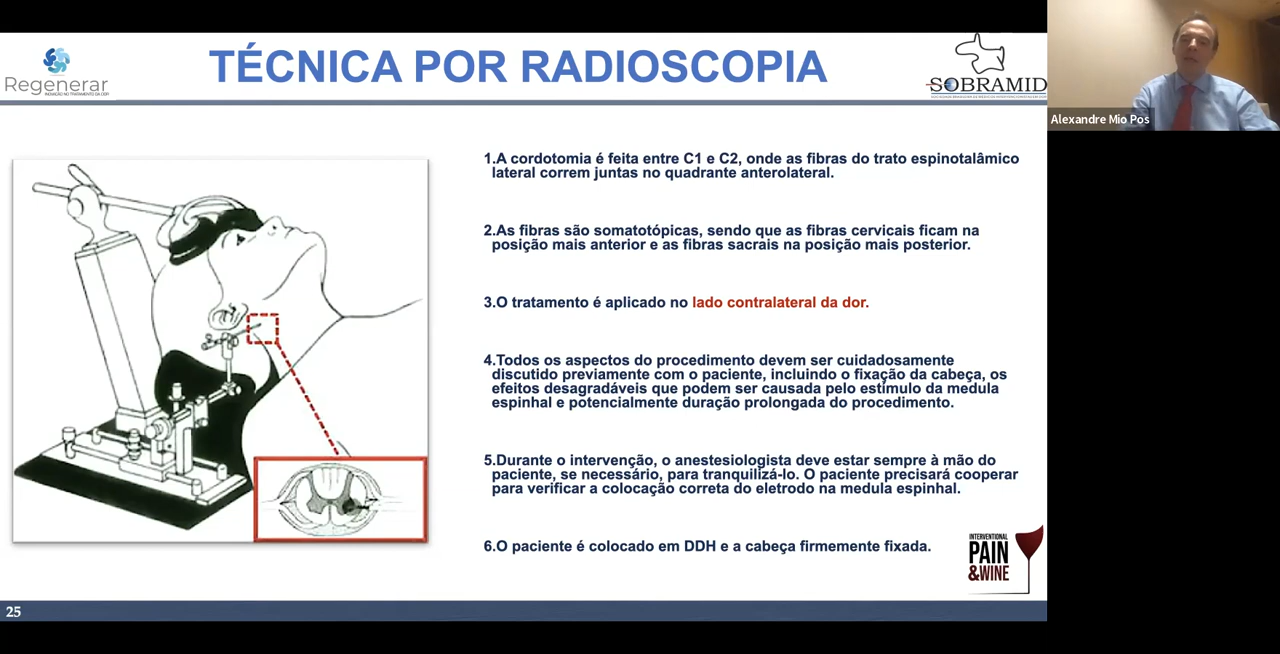 Regenerar
INOVAÇÃO NO TRATAMENTO DA DOR
TÉCNICA POR RADIOSCOPIA
SOBRAMID
Alexandre Mio Pos
1.A cordotomia é feita entre C1 e C2, onde as fibras do trato espinotalâmico
lateral correm juntas no quadrante anterolateral.
2.As fibras são somatotópicas, sendo que as fibras cervicais ficam na
posição mais anterior e as fibras sacrais na posição mais posterior.
3.O tratamento é aplicado no lado contralateral da dor.
4.Todos os aspectos do procedimento devem ser cuidadosamente
discutido previamente com o paciente, incluindo o fixação da cabeça, os
efeitos desagradáveis que podem ser causada pelo estímulo da medula
espinhal e potencialmente duração prolongada do procedimento.
5.Durante o intervenção, o anestesiologista deve estar sempre à mão do
paciente, se necessário, para tranquilizá-lo. O paciente precisará cooperar
para verificar a colocação correta do eletrodo na medula espinhal.
6.O paciente é colocado em DDH e a cabeça firmemente fixada.
INTERVENTIONAL
PAIN
&WINE
25